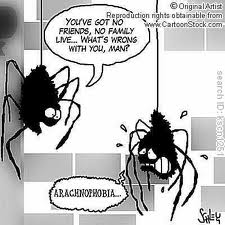 © Original Artist
Reproduction rights obtainable from
www.CartoonStock.com
YOU'VE GOT NO
FRIENDS, NO FAMILY
LIVE... WHAT'S WRONG
WITH YOU, MAN?
ARACHNOPHOBIA...